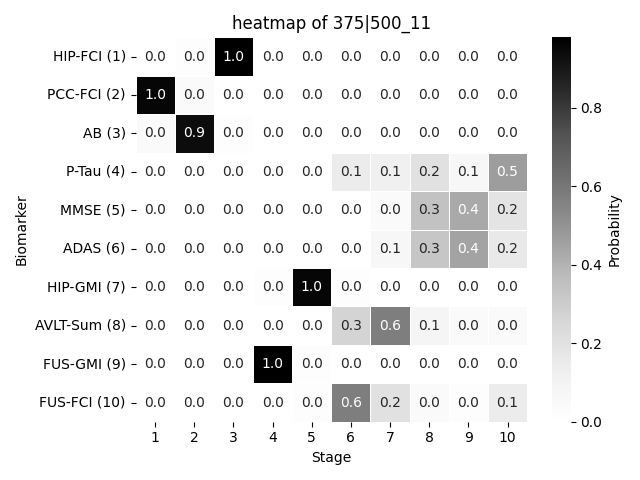 heatmap of 375|500_11
HIP-FCI (1) 0.0 0.0 1.0 0.0 0.0 0.0 0.0 0.0 0.0 0.0
PCC-FCI (2) 1.0 0.0 0.0 0.0 0.0 0.0 0.0 0.0 0.0 0.0
AB (3) 0.0 0.9 0.0 0.0 0.0 0.0 0.0 0.0 0.0 0.0
P-Tau (4) 0.0 0.0 0.0 0.0 0.0 0.1 0.1 0.2 0.1 0.5
MMSE (5) 0.0 0.0 0.0 0.0 0.0 0.0 0.0 0.3 0.4 0.2
ADAS (6) 0.0 0.0 0.0 0.0 0.0 0.0 0.1 0.3 0.4 0.2
HIP-GMI (7) 0.0 0.0 0.0 0.0 1.0 0.0 0.0 0.0 0.0 0.0
AVLT-Sum (8) 0.0 0.0 0.0 0.0 0.0 0.3 0.6 0.1 0.0 0.0
FUS-GMI (9) 0.0 0.0 0.0 1.0 0.0 0.0 0.0 0.0 0.0 0.0
FUS-FCI (10) 0.0 0.0 0.0 0.0 0.0 0.6 0.2 0.0 0.0 0.1
1 2 3 4 5 6 7 8 9 10
Stage
Biomarker
0.8
0.6
0.4
0.2
0.0
Probability